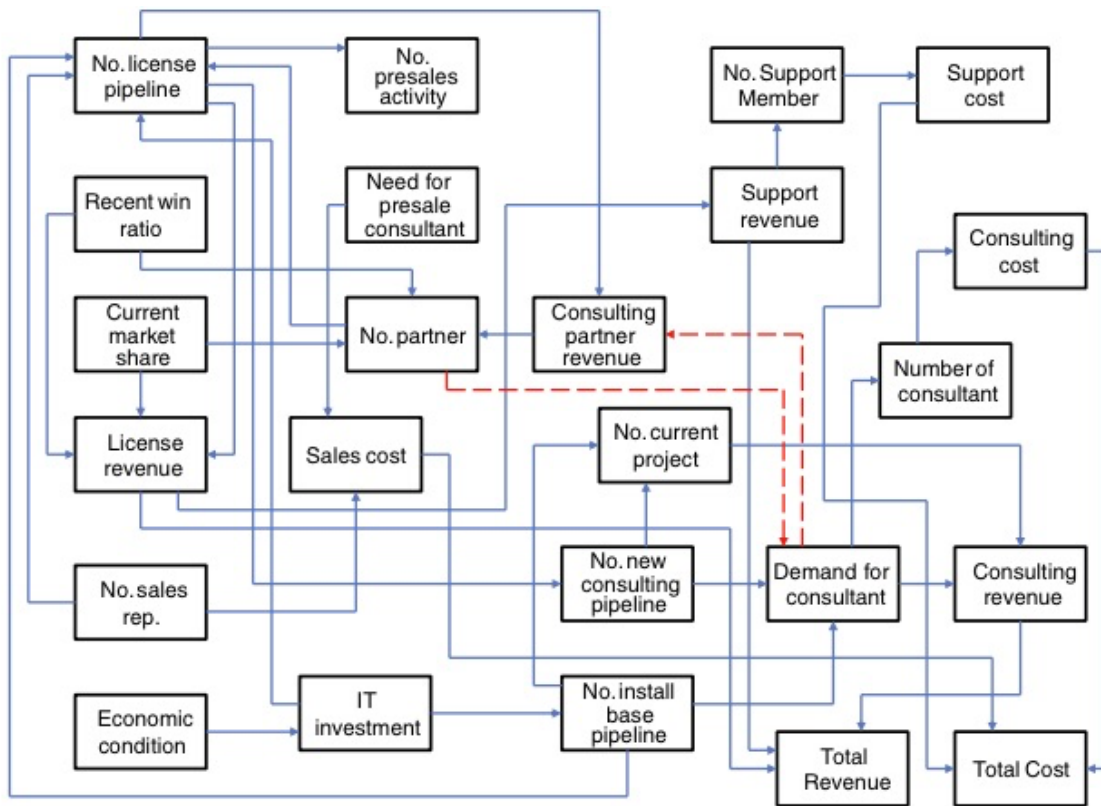 No. license
pipeline
No.
presales
activity
No. Support
Member
Support
cost
Recent win
ratio
Need for
presale
consultant
Support
revenue
Consulting
cost
Current
market
share
No. partner
Consulting
partner
revenue
Number of
consultant
License
revenue
Sales cost
No. current
project
No. sales
rep.
No. new
consulting
pipeline
Demand for
consultant
Consulting
revenue
Economic
condition
IT
investment
No. install
base
pipeline
Total
Revenue
Total Cost